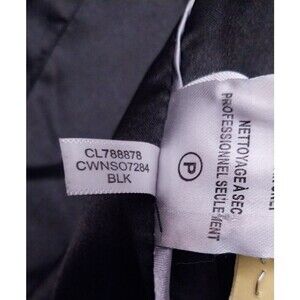 CL788878
CWNSO7284
BLK
P
NETTOYAGE À SEC
PROFESSIONNEL SEULEMENT